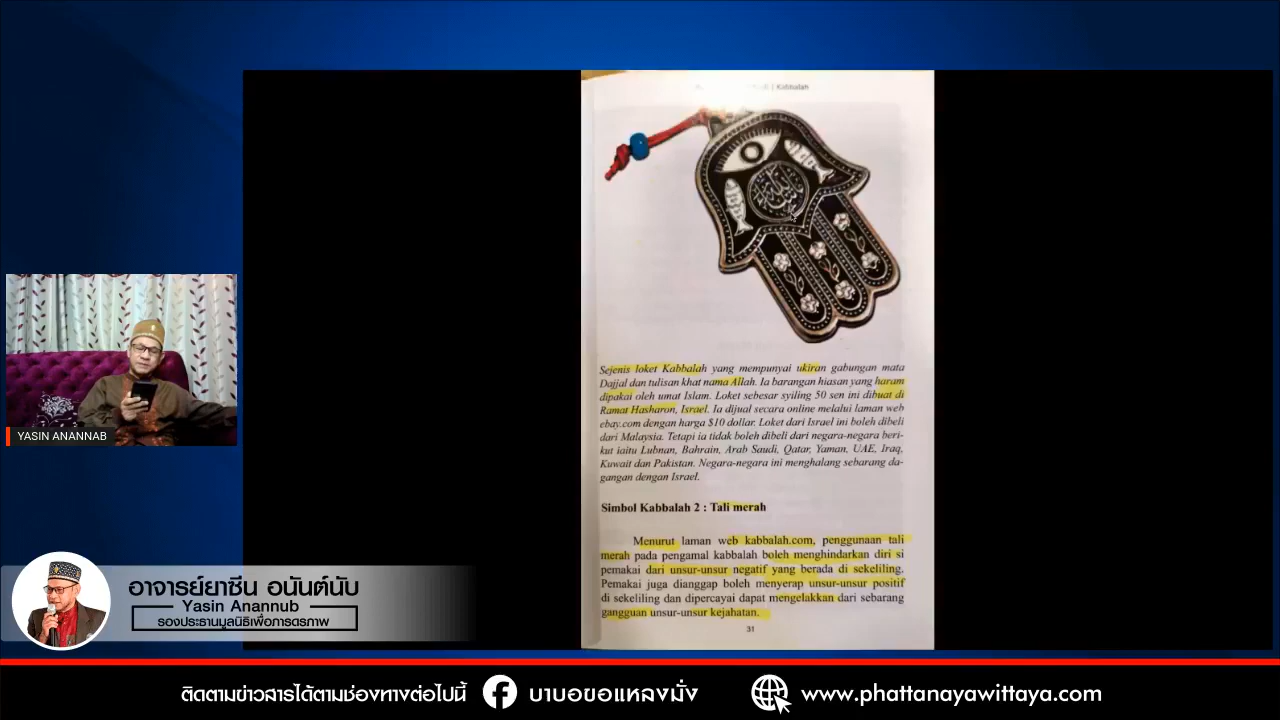 Kabbalah
Sejenis loket Kabbalah yang mempunyai ukiran gabungan mata
Dajjal dan tulisan khat nama Allah. Ia barangan hiasan yang haram
dipakai oleh umat Islam. Loket sebesar syiling 50 sen ini dibuat di
Ramat Hasharon, Israel. Ia dijual secara online melalui laman web
ebay.com dengan harga $10 dollar. Loket dari Israel ini boleh dibeli
dari Malaysia. Tetapi ia tidak boleh dibeli dari negara-negara beri-
kut iaitu Lubnan, Bahrain, Arab Saudi, Qatar, Yaman, UAE, Iraq,
Kuwait dan Pakistan. Negara-negara ini menghalang sebarang da-
gangan dengan Israel.
Simbol Kabbalah 2 : Tali merah
Menurut laman web kabbalah.com, penggunaan tali
merah pada pengamal kabbalah boleh menghindarkan diri si
pemakai dari unsur-unsur negatif yang berada di sekeliling.
Pemakai juga dianggap boleh menyerap unsur-unsur positif
di sekeliling dan dipercayai dapat mengelakkan dari sebarang
gangguan unsur-unsur kejahatan.
31
YASIN ANANNAB
อาจารย์ยาซีน อนันต์นับ
Yasin Anannub
รองประธานมูลนิธิเพื่อการดรภาพ
ติดตามข่าวสารได้ตามช่องทางต่อไปนี้
บาบอขอแหลงมั่ง
www.phattanayawittaya.com